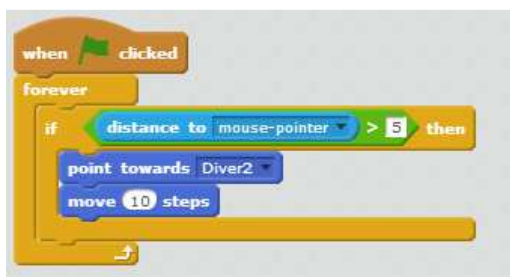 when clicked
forever
if distance to mouse-pointer > 5 then
point towards Diver2
move 10 steps